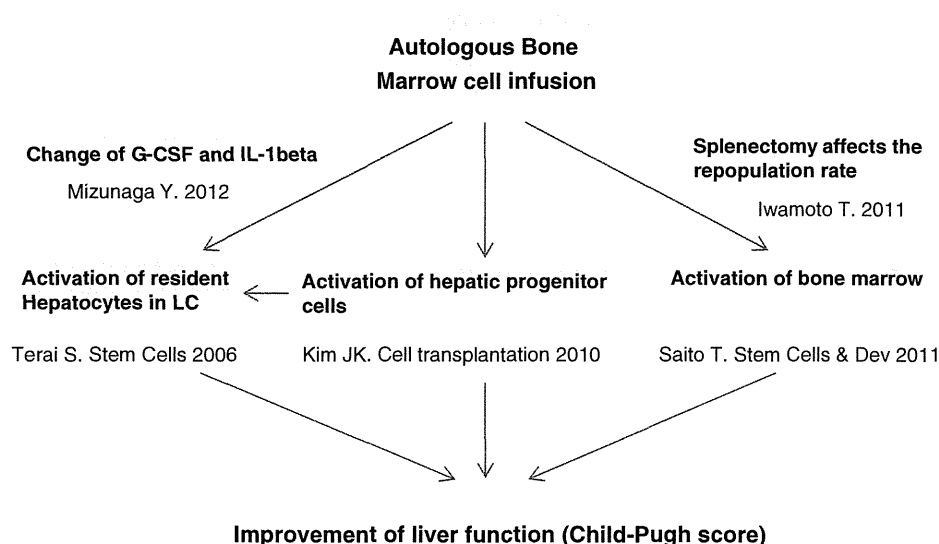 Autologous Bone
Marrow cell infusion
Change of G-CSF and IL-1beta
Mizunaga Y. 2012
Splenectomy affects the
repopulation rate
Iwamoto T. 2011
Activation of resident
Hepatocytes in LC
Activation of hepatic progenitor
cells
Activation of bone marrow
Terai S. Stem Cells 2006
Kim JK. Cell transplantation 2010
Saito T. Stem Cells & Dev 2011
Improvement of liver function (Child-Pugh score)